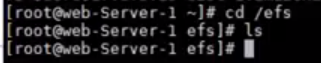 [root@web-Server-1 ~]# cd /efs
[root@web-Server-1 efs]# ls
[root@web-Server-1 efs]#